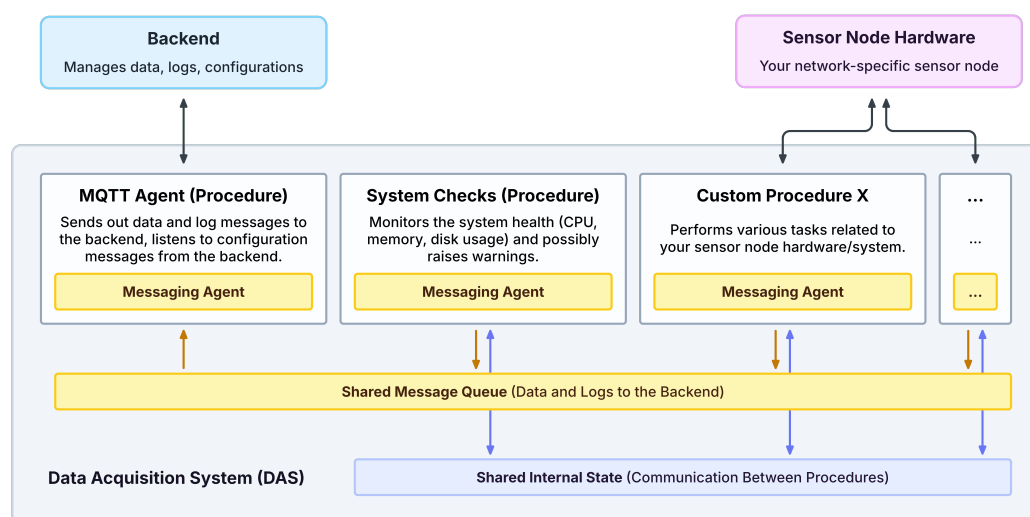 Backend
Manages data, logs, configurations
Sensor Node Hardware
Your network-specific sensor node
MQTT Agent (Procedure)
Sends out data and log messages to
the backend, listens to configuration
messages from the backend.
Messaging Agent
System Checks (Procedure)
Monitors the system health (CPU,
memory, disk usage) and possibly
raises warnings.
Messaging Agent
Custom Procedure X
Performs various tasks related to
your sensor node hardware/system.
Messaging Agent
...
...
...
Shared Message Queue (Data and Logs to the Backend)
Data Acquisition System (DAS)
Shared Internal State (Communication Between Procedures)